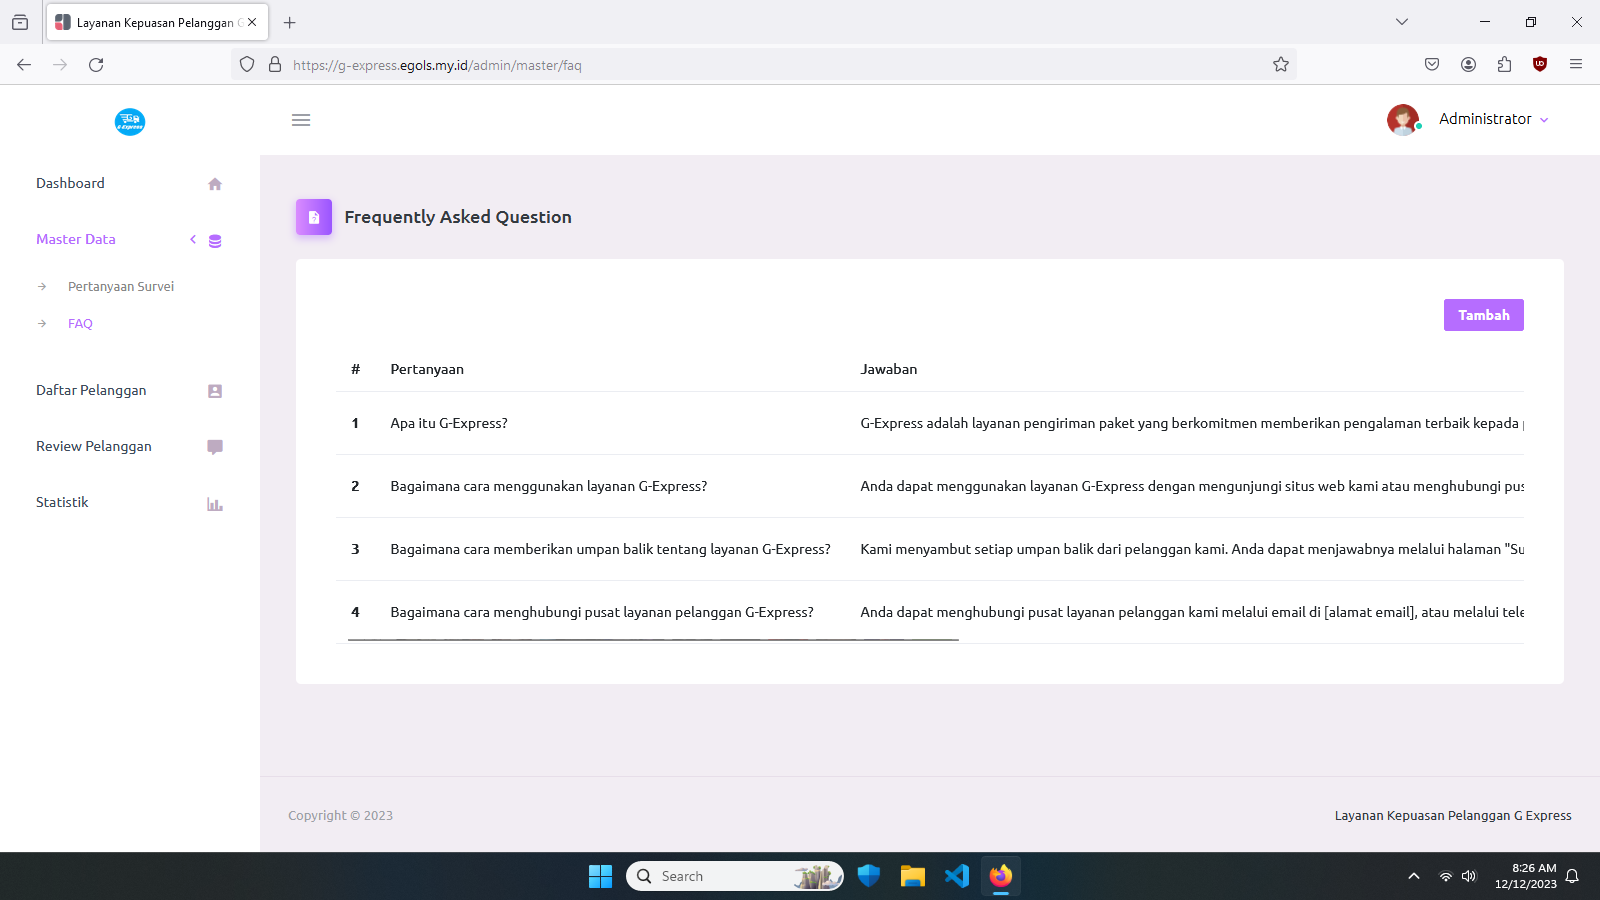 Layanan Kepuasan Pelanggan G
https://g-express.egols.my.id/admin/master/faq
G-Express
Administrator
Dashboard
Master Data
Pertanyaan Survei
FAQ
Daftar Pelanggan
Review Pelanggan
Statistik
Frequently Asked Question
Tambah
# Pertanyaan Jawaban
1 Apa itu G-Express? G-Express adalah layanan pengiriman paket yang berkomitmen memberikan pengalaman terbaik kepada
2 Bagaimana cara menggunakan layanan G-Express? Anda dapat menggunakan layanan G-Express dengan mengunjungi situs web kami atau menghubungi pus
3 Bagaimana cara memberikan umpan balik tentang layanan G-Express? Kami menyambut setiap umpan balik dari pelanggan kami. Anda dapat menjawabnya melalui halaman "Su
4 Bagaimana cara menghubungi pusat layanan pelanggan G-Express? Anda dapat menghubungi pusat layanan pelanggan kami melalui email di [alamat email], atau melalui tele
Copyright © 2023
Layanan Kepuasan Pelanggan G Express
Search
8:26 AM
12/12/2023